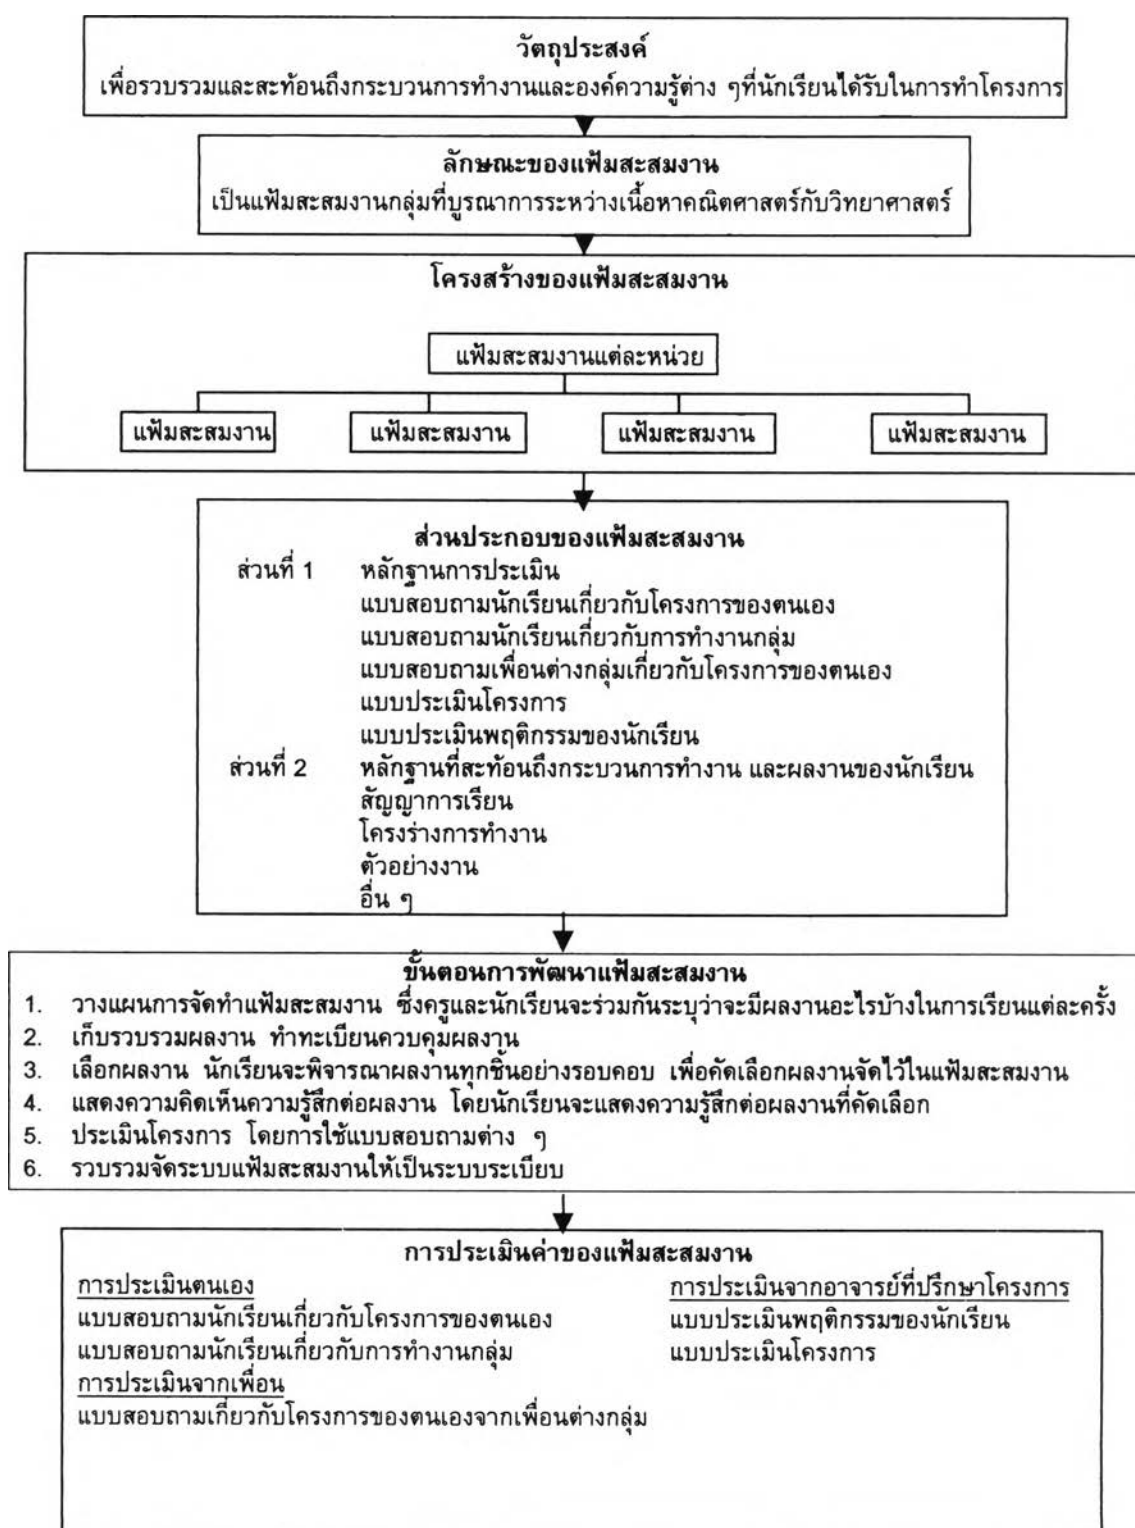 วัตถุประสงค์
เพื่อรวบรวมและสะท้อนถึงกระบวนการทำงานและองค์ความรู้ต่าง ๆที่นักเรียนได้รับในการทำโครงการ
ลักษณะของแฟ้มสะสมงาน
เป็นแฟ้มสะสมงานกลุ่มที่บูรณาการระหว่างเนื้อหาคณิตศาสตร์กับวิทยาศาสตร์
โครงสร้างของแฟ้มสะสมงาน
แฟ้มสะสมงานแต่ละหน่วย
แฟ้มสะสมงาน แฟ้มสะสมงาน แฟ้มสะสมงาน แฟ้มสะสมงาน
ส่วนประกอบของแฟ้มสะสมงาน
ส่วนที่ 1 หลักฐานการประเมิน
แบบสอบถามนักเรียนเกี่ยวกับโครงการของตนเอง
แบบสอบถามนักเรียนเกี่ยวกับการทำงานกลุ่ม
แบบสอบถามเพื่อนต่างกลุ่มเกี่ยวกับโครงการของตนเอง
แบบประเมินโครงการ
แบบประเมินพฤติกรรมของนักเรียน
ส่วนที่ 2 หลักฐานที่สะท้อนถึงกระบวนการทำงาน และผลงานของนักเรียน
สัญญาการเรียน
โครงร่างการทำงาน
ตัวอย่างงาน
อื่น ๆ
ขั้นตอนการพัฒนาแฟ้มสะสมงาน
1. วางแผนการจัดทำแฟ้มสะสมงาน ซึ่งครูและนักเรียนจะร่วมกันระบุว่าจะมีผลงานอะไรบ้างในการเรียนแต่ละครั้ง
2. เก็บรวบรวมผลงาน ทำทะเบียนควบคุมผลงาน
3. เลือกผลงาน นักเรียนจะพิจารณาผลงานทุกชิ้นอย่างรอบคอบ เพื่อคัดเลือกผลงานจัดไว้ในแฟ้มสะสมงาน
4. แสดงความคิดเห็นความรู้สึกต่อผลงาน โดยนักเรียนจะแสดงความรู้สึกต่อผลงานที่คัดเลือก
5. ประเมินโครงการ โดยการใช้แบบสอบถามต่าง ๆ
6. รวบรวมจัดระบบแฟ้มสะสมงานให้เป็นระบบระเบียบ
การประเมินค่าของแฟ้มสะสมงาน
การประเมินตนเอง
แบบสอบถามนักเรียนเกี่ยวกับโครงการของตนเอง
แบบสอบถามนักเรียนเกี่ยวกับการทำงานกลุ่ม
การประเมินจากเพื่อน
แบบสอบถามเกี่ยวกับโครงการของตนเองจากเพื่อนต่างกลุ่ม
การประเมินจากอาจารย์ที่ปรึกษาโครงการ
แบบประเมินพฤติกรรมของนักเรียน
แบบประเมินโครงการ